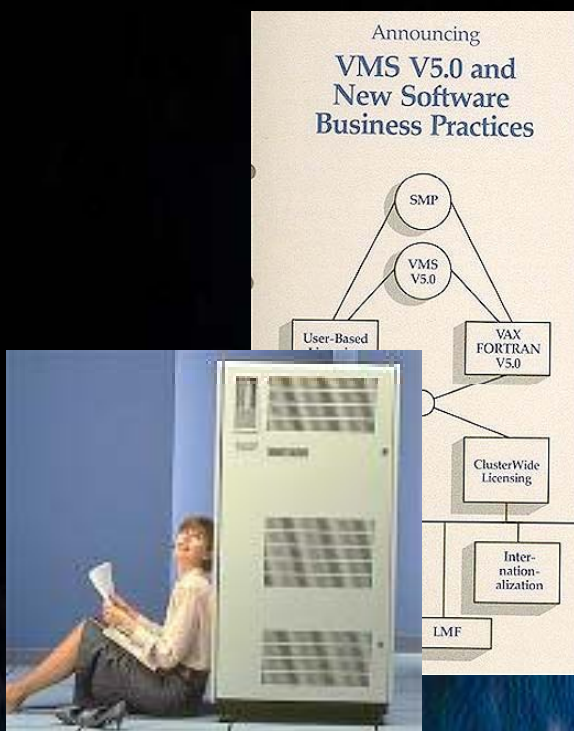 Announcing
VMS V5.0 and
New Software
Business Practices
SMP
VMS
V5.0
User-Based
VAX
FORTRAN
V5.0
ClusterWide
Licensing
Inter-
nation-
alization
LMF